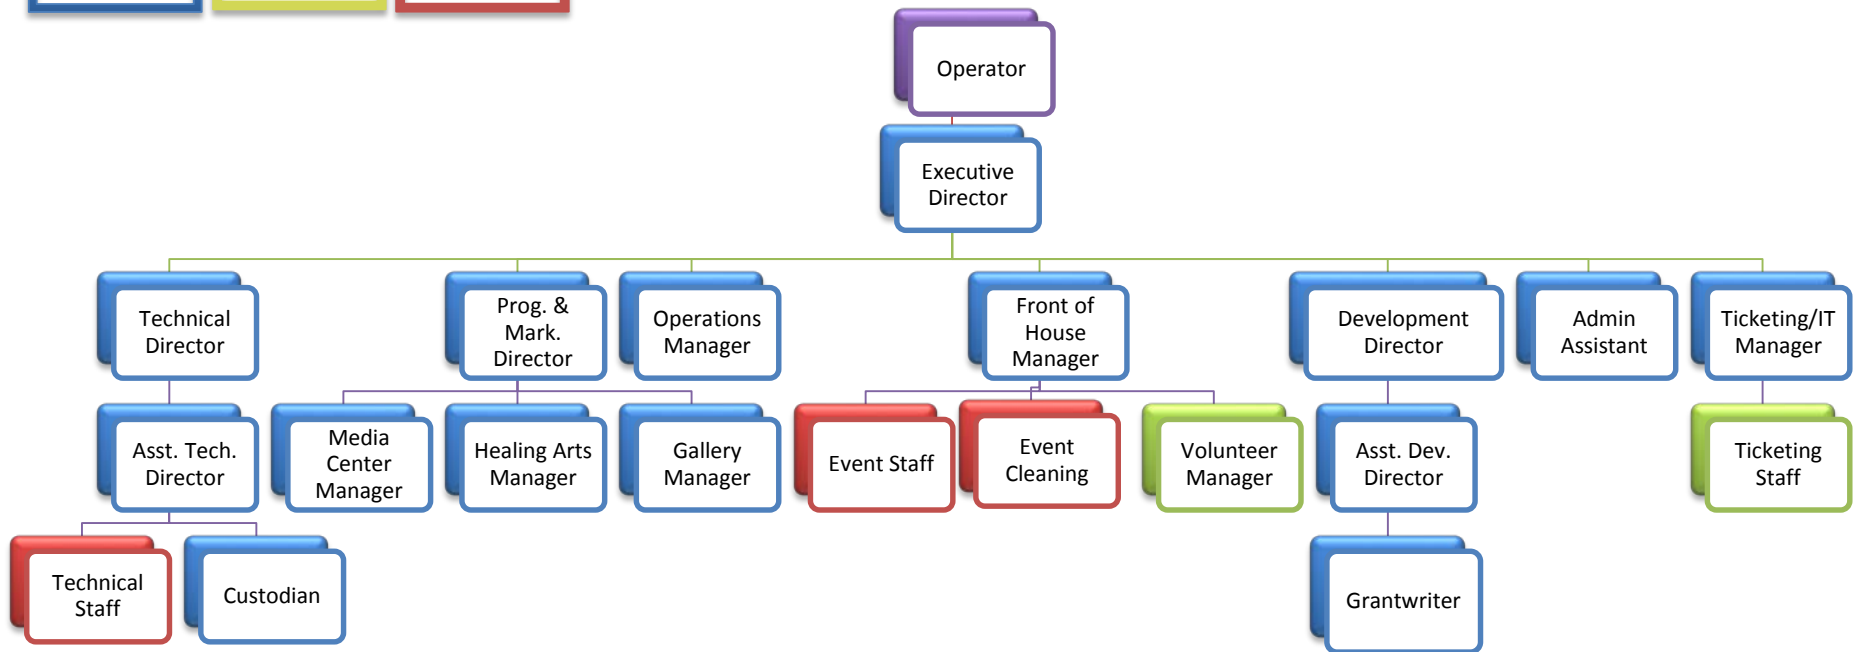 Operator
Executive
Director
Technical
Director
Prog. &
Mark.
Director
Operations
Manager
Front of
House
Manager
Development
Director
Admin
Assistant
Ticketing/IT
Manager
Asst. Tech.
Director
Media
Center
Manager
Healing Arts
Manager
Gallery
Manager
Event Staff
Event
Cleaning
Volunteer
Manager
Asst. Dev.
Director
Ticketing
Staff
Technical
Staff
Custodian
Grantwriter